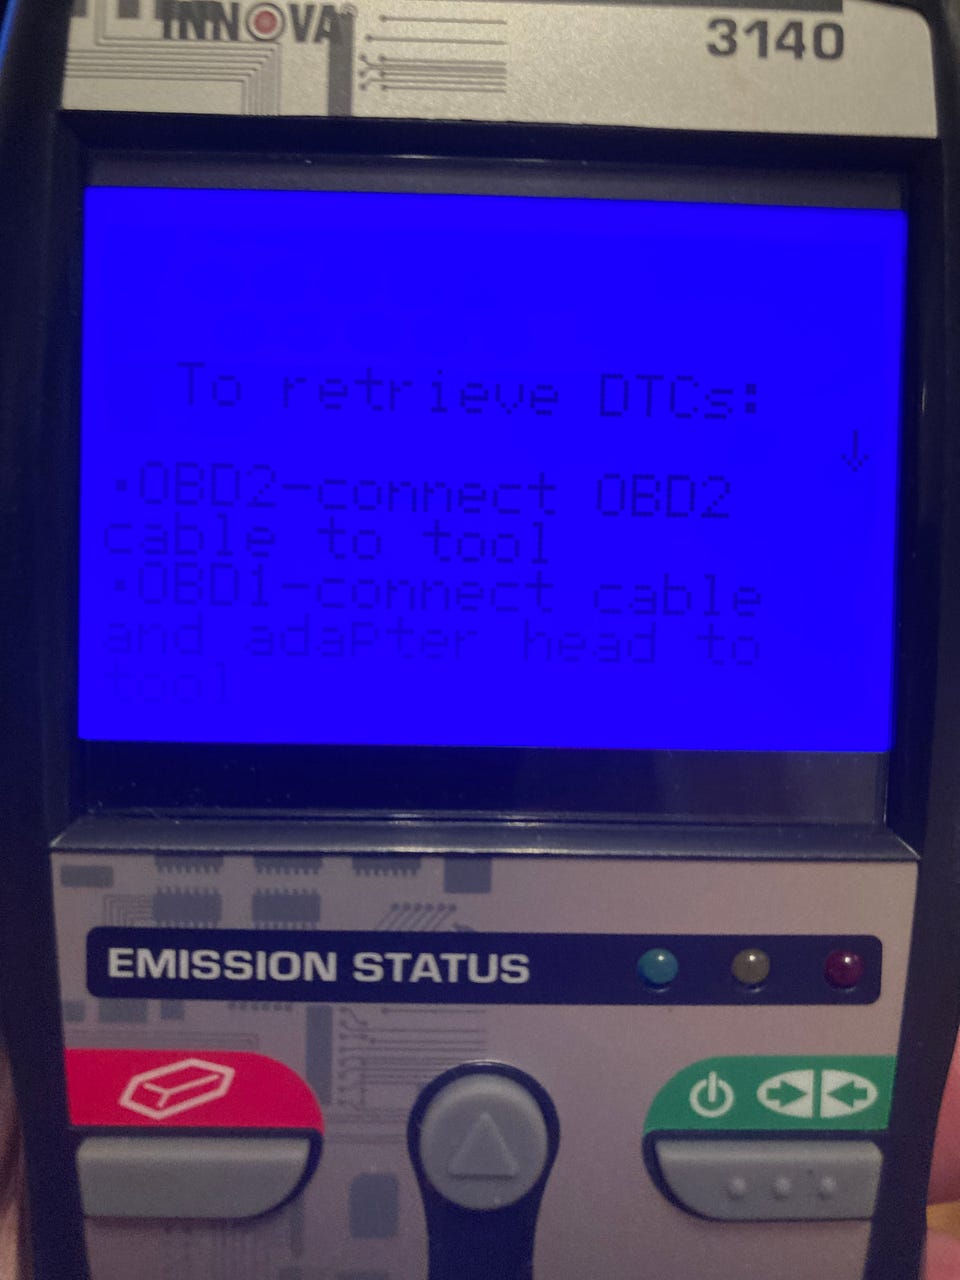 INNOVA®
3140
To retrieve DTCs:
•OBD2-connect OBD2
cable to tool
•OBD1-connect cable
and adapter head to
tool
EMISSION STATUS